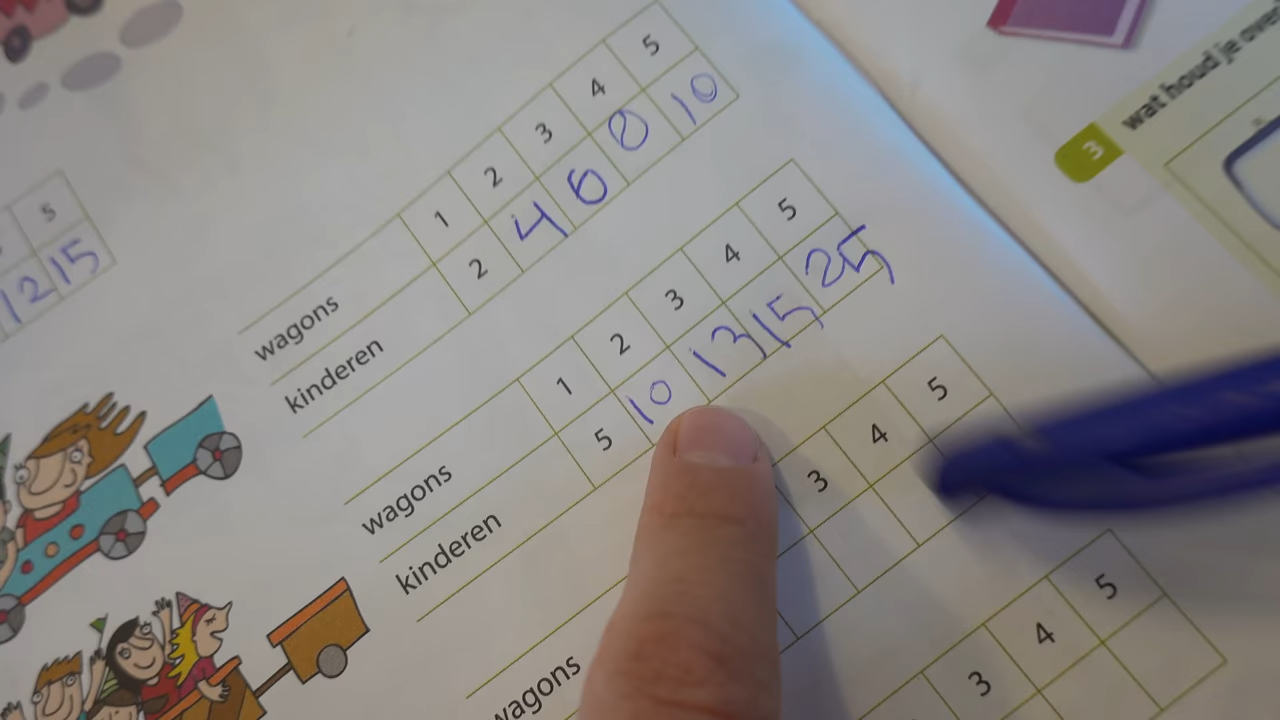 5
12 15
wagons 1 2 3 4 5
kinderen 2 4 6 8 10
wagons 1 2 3 4 5
kinderen 5 10 13 15 25
wagons 3 4 5
3 4 5
3 wat houd je over